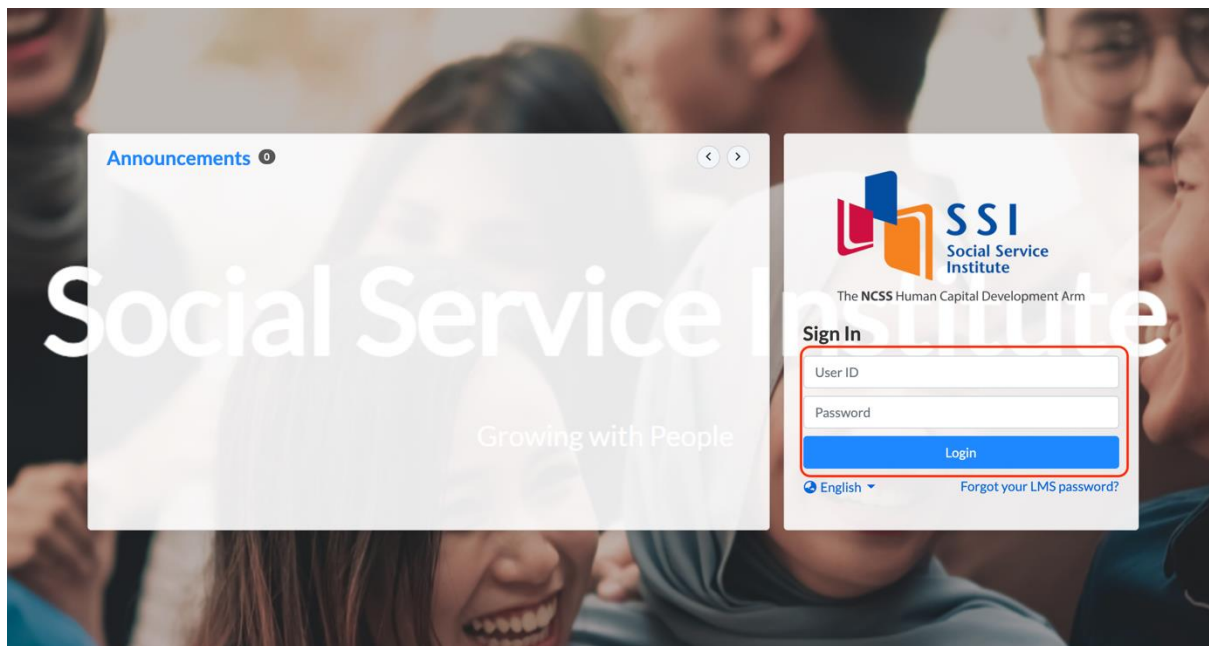 Announcements 0
Social Service Institute
Growing with People
SSI
Social Service
Institute
The NCSS Human Capital Development Arm
Sign In
User ID
Password
Login
English
Forgot your LMS password?